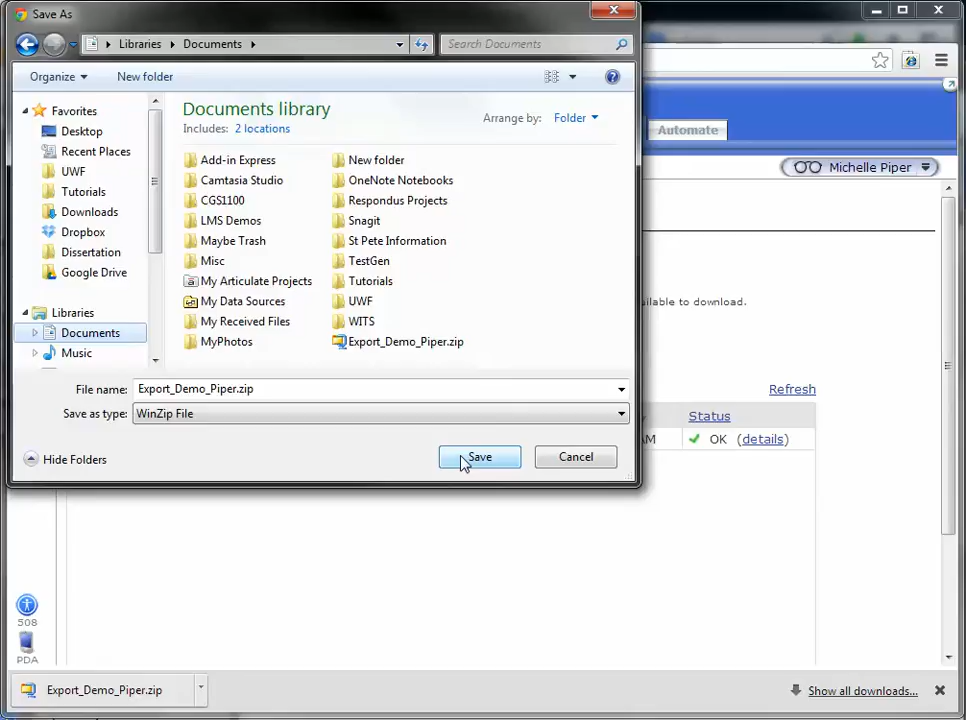 Save As
Libraries Documents
Search Documents
Organize New folder
Favorites
Desktop
Recent Places
UWF
Tutorials
Downloads
Dropbox
Dissertation
Google Drive
Libraries
Documents
Music
Documents library
Includes: 2 locations
Arrange by: Folder
Add-in Express
Camtasia Studio
CGS1100
LMS Demos
Maybe Trash
Misc
My Articulate Projects
My Data Sources
My Received Files
MyPhotos
New folder
OneNote Notebooks
Respondus Projects
Snagit
St Pete Information
TestGen
Tutorials
UWF
WITS
Export_Demo_Piper.zip
File name: Export_Demo_Piper.zip
Save as type: WinZip File
Hide Folders
Save Cancel
Automate
Michelle Piper
to download.
Refresh
Status
OK (details)
508
PDA
Export_Demo_Piper.zip
Show all downloads...